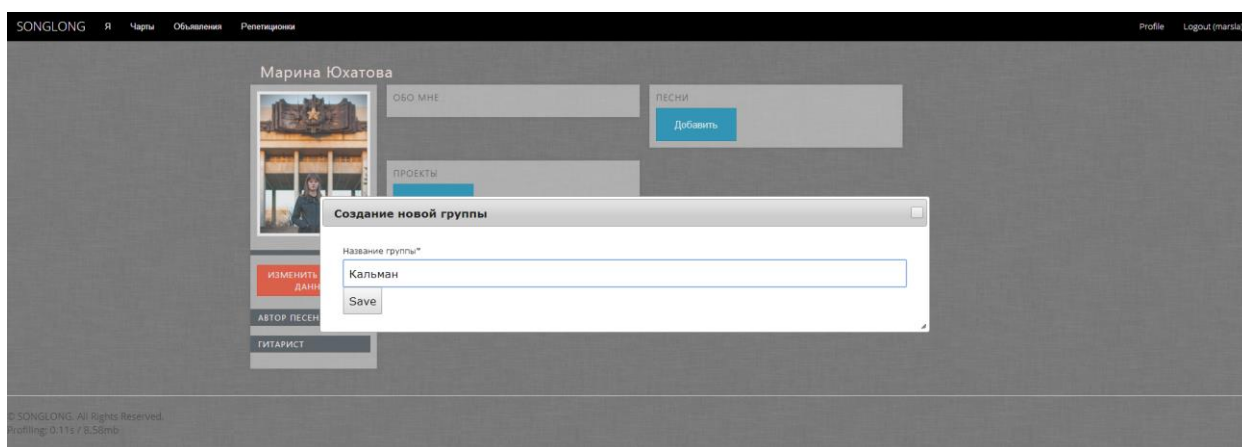 SONGLONG Я Чарты Объявления Репетиционки Profile Logout (marsla)
Марина Юхатова
ОБО МНЕ
ПЕСНИ
Добавить
ПРОЕКТЫ
Создание новой группы
Название группы*
Кальман
Save
ИЗМЕНИТЬ
ДАНН
АВТОР ПЕСЕН
ГИТАРИСТ
© SONGLONG. All Rights Reserved.
Profiling: 0.11s / 8.58mb